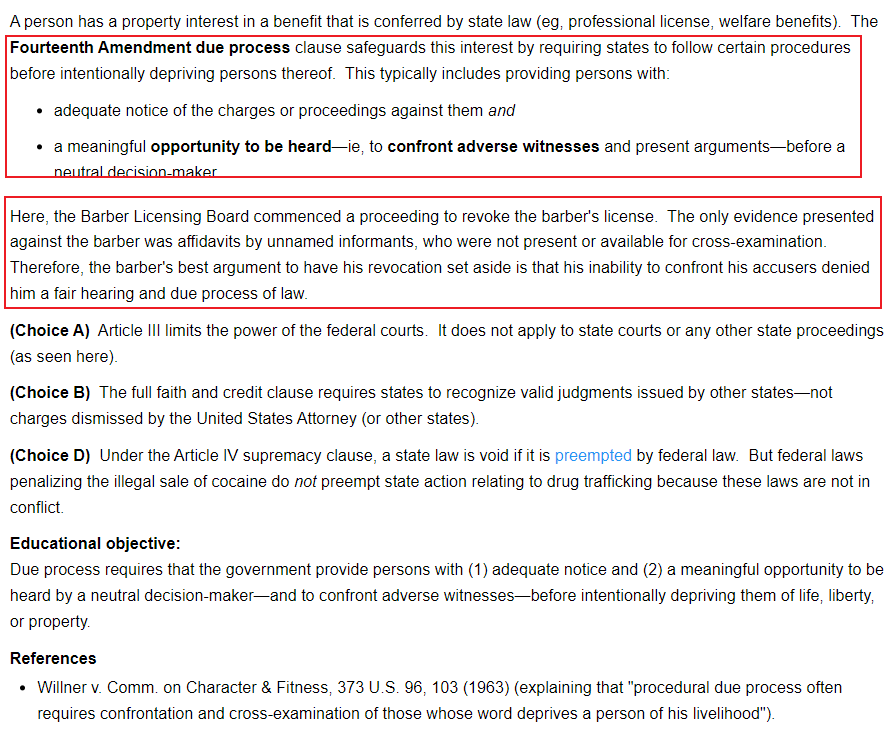 A person has a property interest in a benefit that is conferred by state law (eg, professional license, welfare benefits).  The
Fourteenth Amendment due process clause safeguards this interest by requiring states to follow certain procedures
before intentionally depriving persons thereof.  This typically includes providing persons with:
• adequate notice of the charges or proceedings against them and
• a meaningful opportunity to be heard—ie, to confront adverse witnesses and present arguments—before a
neutral decision-maker
Here, the Barber Licensing Board commenced a proceeding to revoke the barber's license.  The only evidence presented
against the barber was affidavits by unnamed informants, who were not present or available for cross-examination.
Therefore, the barber's best argument to have his revocation set aside is that his inability to confront his accusers denied
him a fair hearing and due process of law.
(Choice A)  Article III limits the power of the federal courts.  It does not apply to state courts or any other state proceedings
(as seen here).
(Choice B)  The full faith and credit clause requires states to recognize valid judgments issued by other states—not
charges dismissed by the United States Attorney (or other states).
(Choice D)  Under the Article IV supremacy clause, a state law is void if it is preempted by federal law.  But federal laws
penalizing the illegal sale of cocaine do not preempt state action relating to drug trafficking because these laws are not in
conflict.
Educational objective:
Due process requires that the government provide persons with (1) adequate notice and (2) a meaningful opportunity to be
heard by a neutral decision-maker—and to confront adverse witnesses—before intentionally depriving them of life, liberty,
or property.
References
• Willner v. Comm. on Character & Fitness, 373 U.S. 96, 103 (1963) (explaining that "procedural due process often
requires confrontation and cross-examination of those whose word deprives a person of his livelihood").